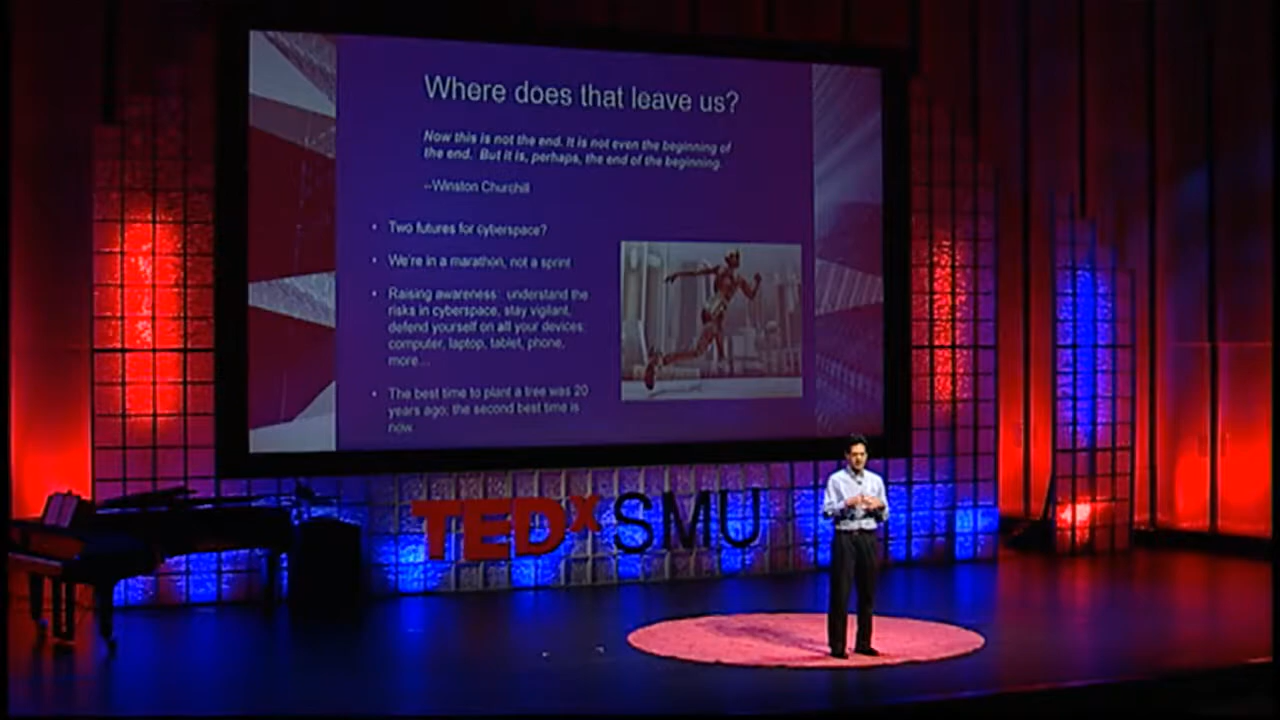 Where does that leave us?
Now this is not the end. It is not even the beginning of
the end. But it is, perhaps, the end of the beginning.
--Winston Churchill
• Two futures for cyberspace?
• We're in a marathon, not a sprint
• Raising awareness: understand the
risks in cyberspace, stay vigilant,
defend yourself on all your devices:
computer, laptop, tablet, phone,
more...
• The best time to plant a tree was 20
years ago; the second best time is
now
TEDxSMU